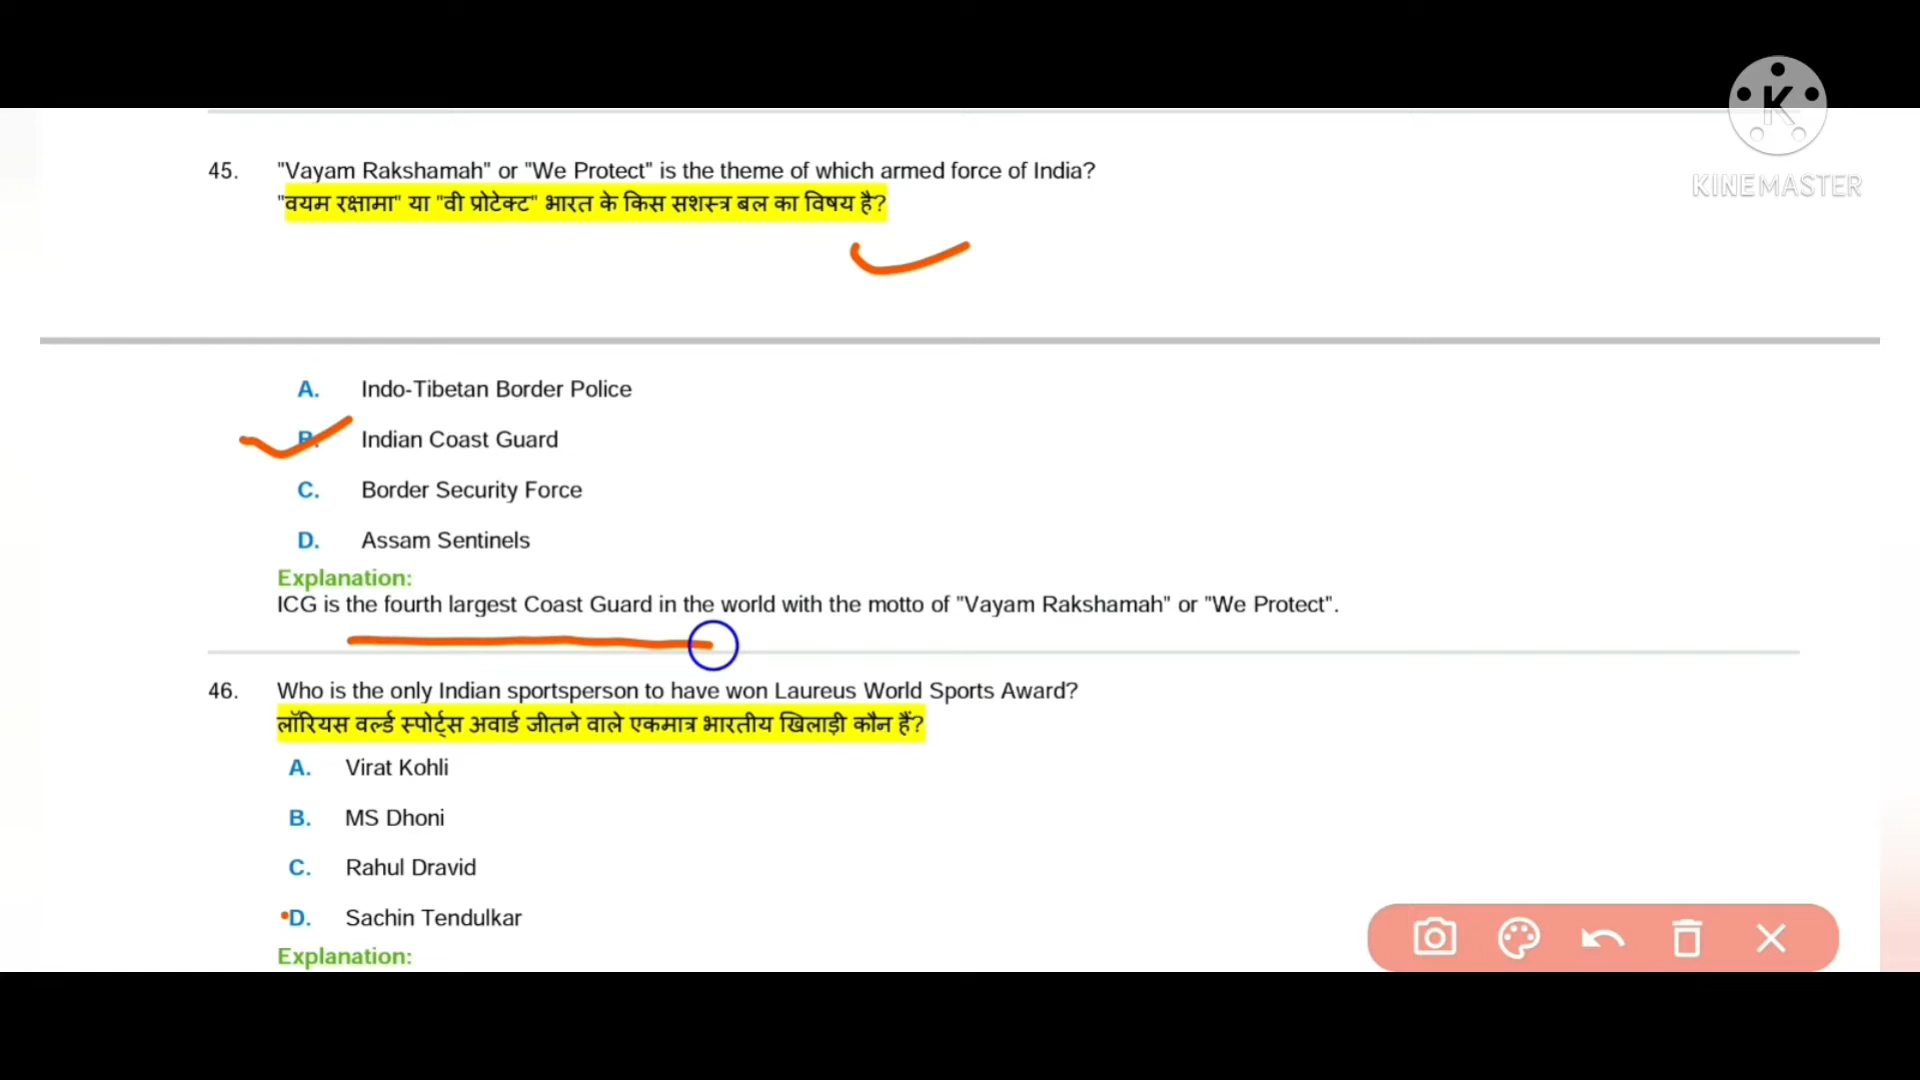 K
KINEMASTER
45. "Vayam Rakshamah" or "We Protect" is the theme of which armed force of India?
"वयम रक्षामा" या "वी प्रोटेक्ट" भारत के किस सशस्त्र बल का विषय है?
A. Indo-Tibetan Border Police
B. Indian Coast Guard
C. Border Security Force
D. Assam Sentinels
Explanation:
ICG is the fourth largest Coast Guard in the world with the motto of "Vayam Rakshamah" or "We Protect".
46. Who is the only Indian sportsperson to have won Laureus World Sports Award?
लॉरियस वर्ल्ड स्पोर्ट्स अवार्ड जीतने वाले एकमात्र भारतीय खिलाड़ी कौन हैं?
A. Virat Kohli
B. MS Dhoni
C. Rahul Dravid
D. Sachin Tendulkar
Explanation: